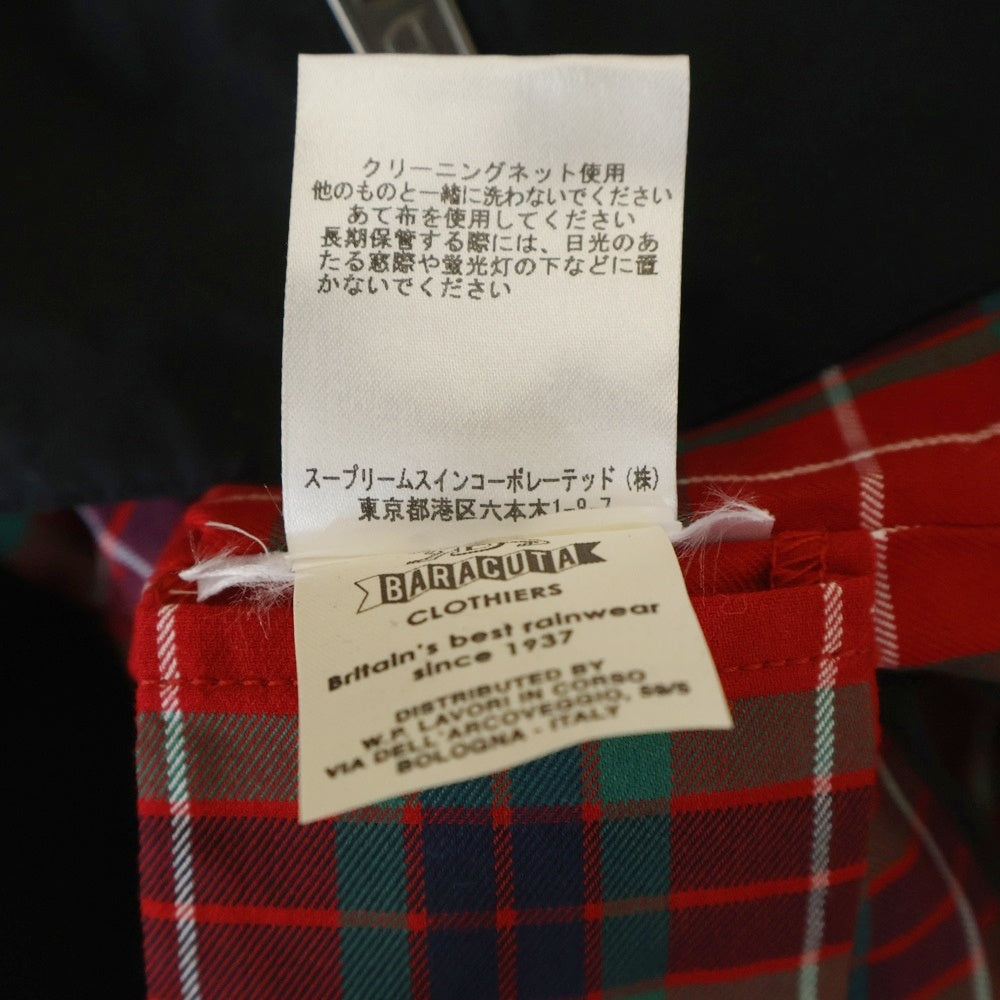 クリーニングネット使用
他のものと一緒に洗わないでください
あて布を使用してください
長期保管する際には、日光のあ
たる窓際や蛍光灯の下などに置
かないでください
スープリームスインコーポレーテッド(株)
東京都港区六本木1-9-7
BARACUTA
CLOTHIERS
Britain's best rainwear
since 1937
DISTRIBUTED BY
W.P. LAVORI IN CORSO
VIA DELL'ARCOVEGGIO, 59/5
BOLOGNA - ITALY